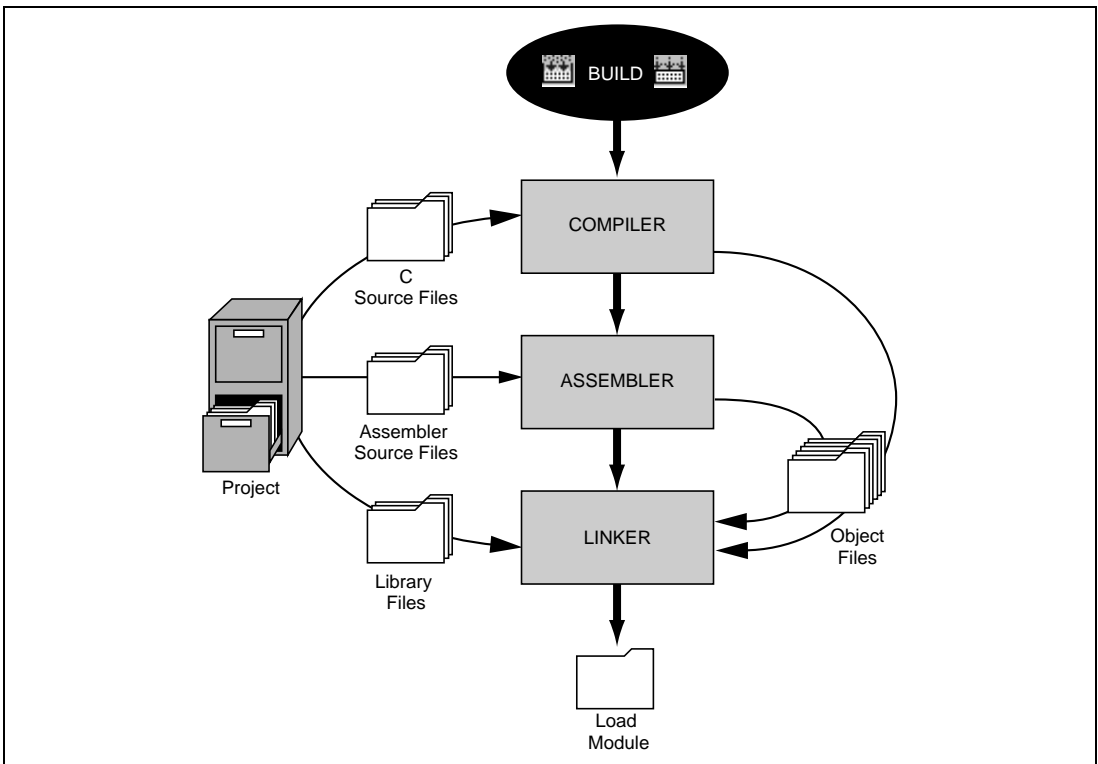 BUILD
COMPILER
C
Source Files
ASSEMBLER
Assembler
Source Files
Project
LINKER
Object
Files
Library
Files
Load
Module